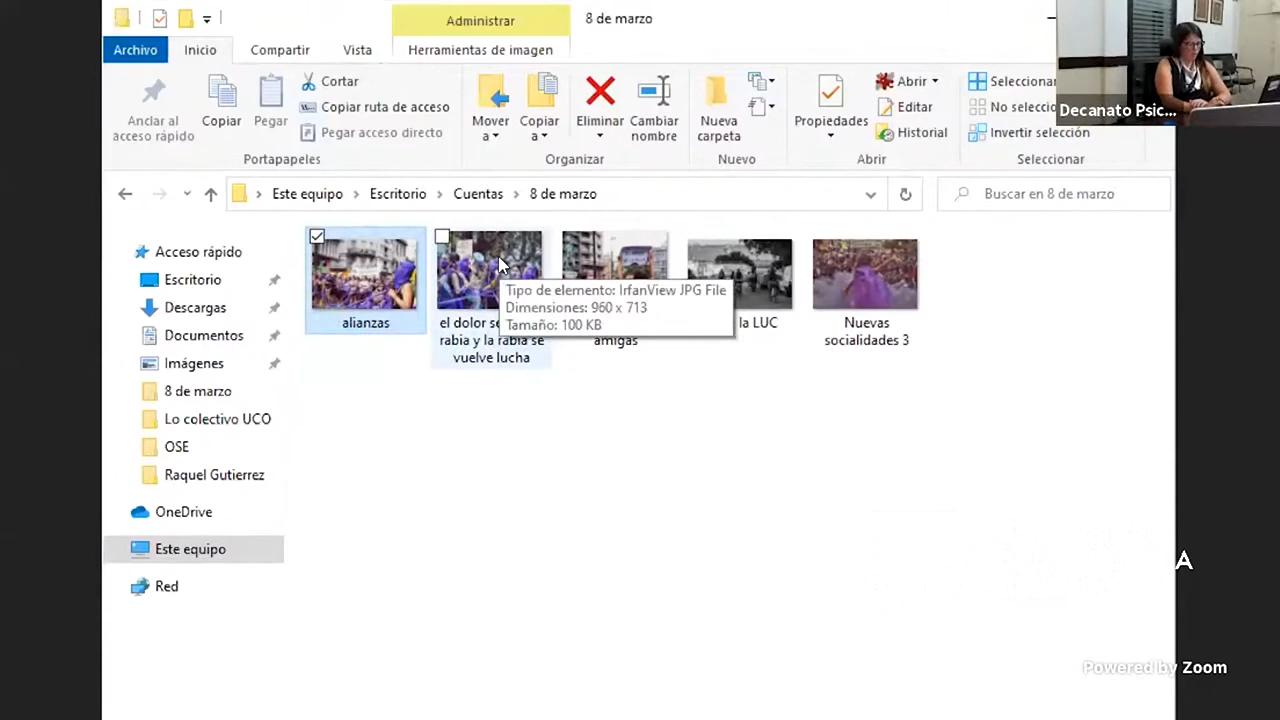 Administrar
8 de marzo
Archivo
Inicio
Compartir
Vista
Herramientas de imagen
Anclar al
acceso rápido
Copiar
Pegar
Cortar
Copiar ruta de acceso
Pegar acceso directo
Portapapeles
Mover
a
Copiar
a
Eliminar
Cambiar
nombre
Organizar
Nueva
carpeta
Nuevo
Propiedades
Abrir
Editar
Historial
Abrir
Seleccionar
No selecci
Invertir selección
Seleccionar
Decanato Psic...
Este equipo > Escritorio > Cuentas > 8 de marzo
Buscar en 8 de marzo
Acceso rápido
Escritorio
Descargas
Documentos
Imágenes
8 de marzo
Lo colectivo UCO
OSE
Raquel Gutierrez
OneDrive
Este equipo
Red
alianzas
el dolor se
rabia y la rabia se
vuelve lucha
amigas
la LUC
Nuevas
socialidades 3
Tipo de elemento: IrfanView JPG File
Dimensiones: 960 x 713
Tamaño: 100 KB
A
Powered by Zoom